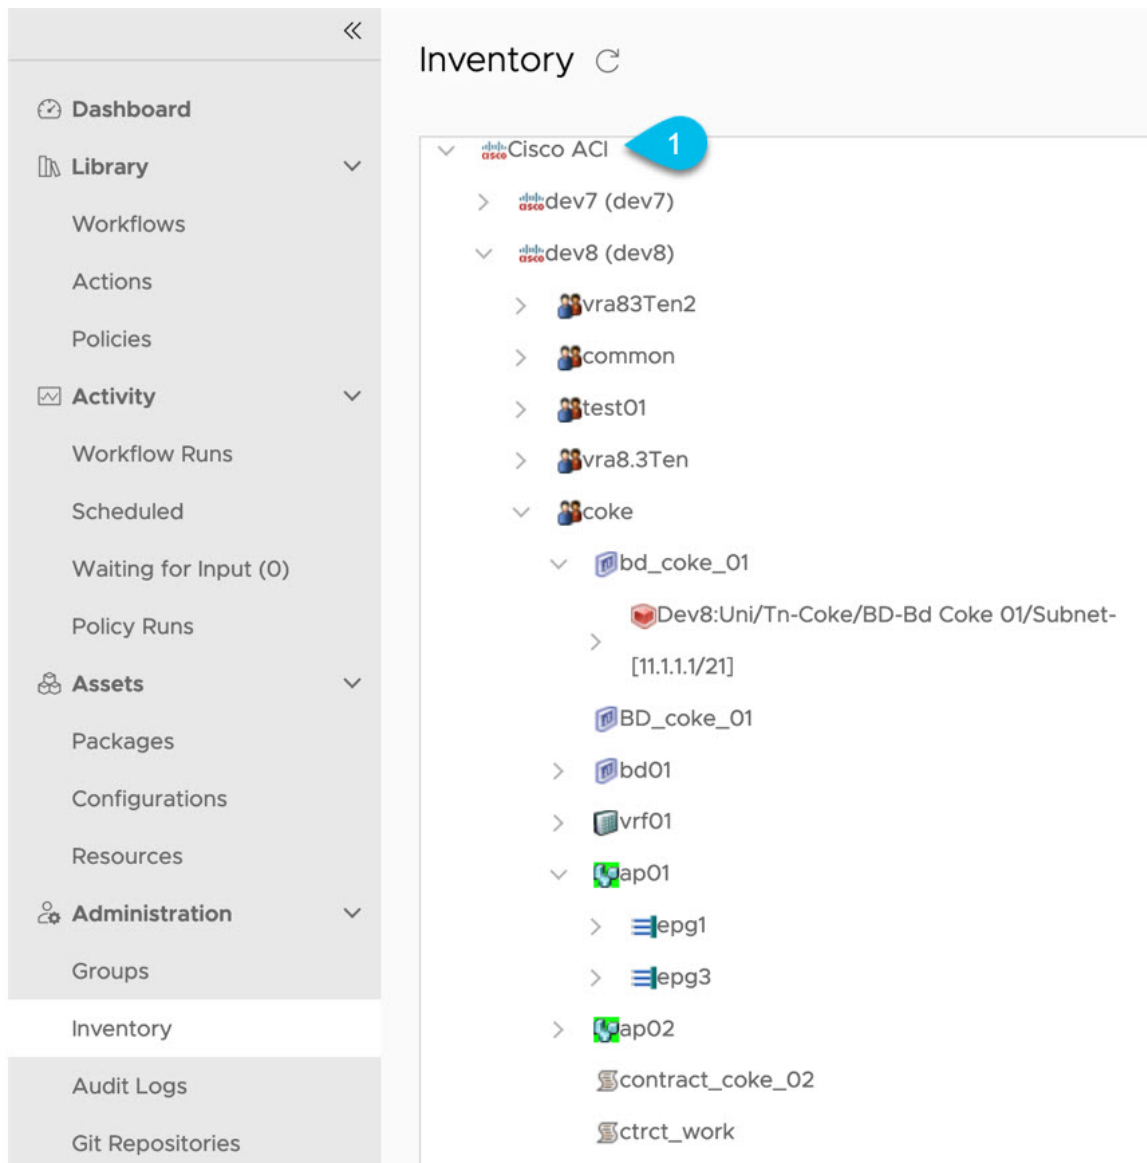 Inventory
Dashboard
Library
Workflows
Actions
Policies
Activity
Workflow Runs
Scheduled
Waiting for Input (0)
Policy Runs
Assets
Packages
Configurations
Resources
Administration
Groups
Inventory
Audit Logs
Git Repositories
cisco Cisco ACI
1
cisco dev7 (dev7)
cisco dev8 (dev8)
vra83Ten2
common
test01
vra8.3Ten
coke
bd_coke_01
Dev8:Uni/Tn-Coke/BD-Bd Coke 01/Subnet-
[11.1.1.1/21]
BD_coke_01
bd01
vrf01
ap01
epg1
epg3
ap02
contract_coke_02
ctrct_work